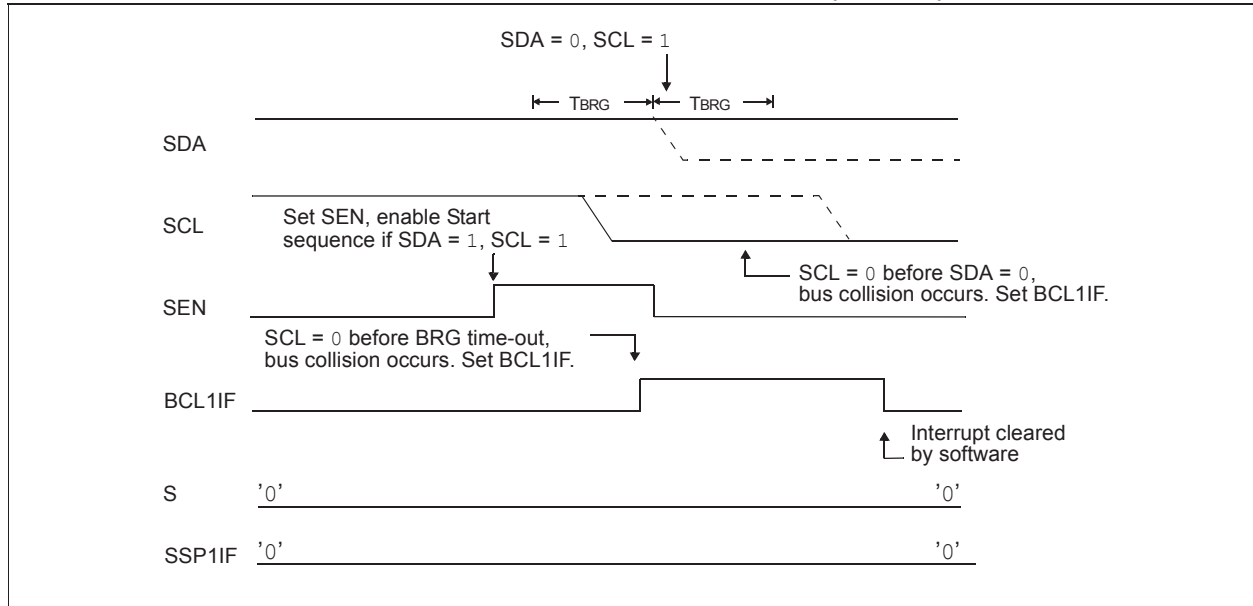 SDA = 0, SCL = 1
TBRG TBRG
SDA
SCL
Set SEN, enable Start
sequence if SDA = 1, SCL = 1
SCL = 0 before SDA = 0,
bus collision occurs. Set BCL1IF.
SEN
SCL = 0 before BRG time-out,
bus collision occurs. Set BCL1IF.
BCL1IF
Interrupt cleared
by software
S '0' '0'
SSP1IF '0' '0'